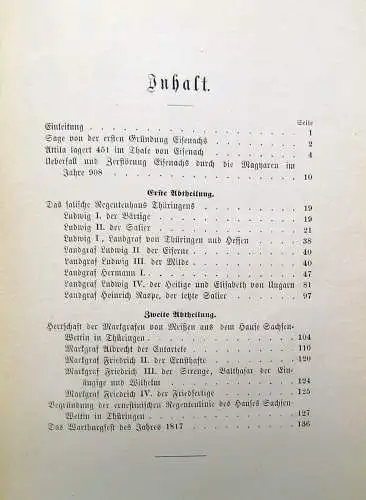 Inhalt.
Seite
Einleitung . . . . . . . . . . . . . . 1
Sage von der ersten Gründung Eisenachs . . . . . . . 2
Attila lagert 451 im Thale von Eisenach . . . . . . . 4
Ueberfall und Zerstörung Eisenachs durch die Magyaren im
Jahre 908 . . . . . . . . . . . . . . 10
Erste Abtheilung.
Das salische Regentenhaus Thüringens . . . . . . . . 19
Ludwig I. der Bärtige . . . . . . . . . . 19
Ludwig II. der Salier . . . . . . . . . . 21
Ludwig I., Landgraf von Thüringen und Hessen . . . . 38
Landgraf Ludwig II. der Eiserne . . . . . . . 40
Landgraf Ludwig III. der Milde . . . . . . . 40
Landgraf Hermann I. . . . . . . . . . . 47
Landgraf Ludwig IV. der Heilige und Elisabeth von Ungarn 81
Landgraf Heinrich Raspe, der letzte Salier . . . . . 97
Zweite Abtheilung.
Herrschaft der Markgrafen von Meißen aus dem Hause Sachsen-
Wettin in Thüringen . . . . . . . . . . . 104
Markgraf Albrecht der Entartete . . . . . . . 110
Markgraf Friedrich II. der Ernsthafte . . . . . . 120
Markgraf Friedrich III. der Strenge, Balthasar der Ein-
äugige und Wilhelm . . . . . . . . . . 124
Markgraf Friedrich IV. der Friedfertige . . . . . . 125
Begründung der ernestinischen Regentenlinie des Hauses Sachsen-
Wettin in Thüringen . . . . . . . . . . . 127
Das Wartburgfest des Jahres 1817 . . . . . . . . . 136